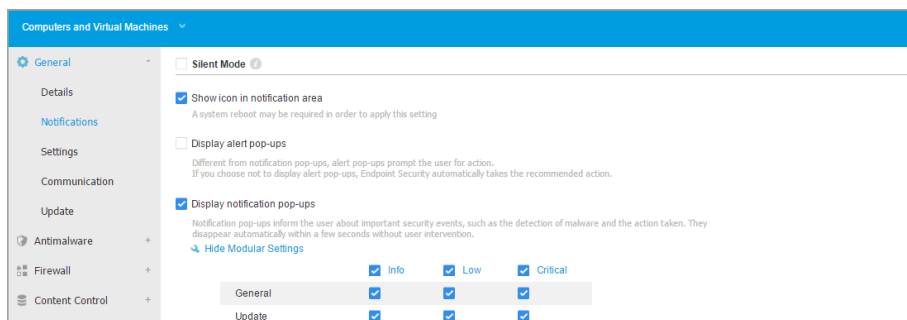 Computers and Virtual Machines
General
Details
Notifications
Settings
Communication
Update
Antimalware
Firewall
Content Control
Silent Mode
Show icon in notification area
A system reboot may be required in order to apply this setting
Display alert pop-ups
Different from notification pop-ups, alert pop-ups prompt the user for action.
If you choose not to display alert pop-ups, Endpoint Security automatically takes the recommended action.
Display notification pop-ups
Notification pop-ups inform the user about important security events, such as the detection of malware and the action taken. They
disappear automatically within a few seconds without user intervention.
Hide Modular Settings
Info Low Critical
General
Update